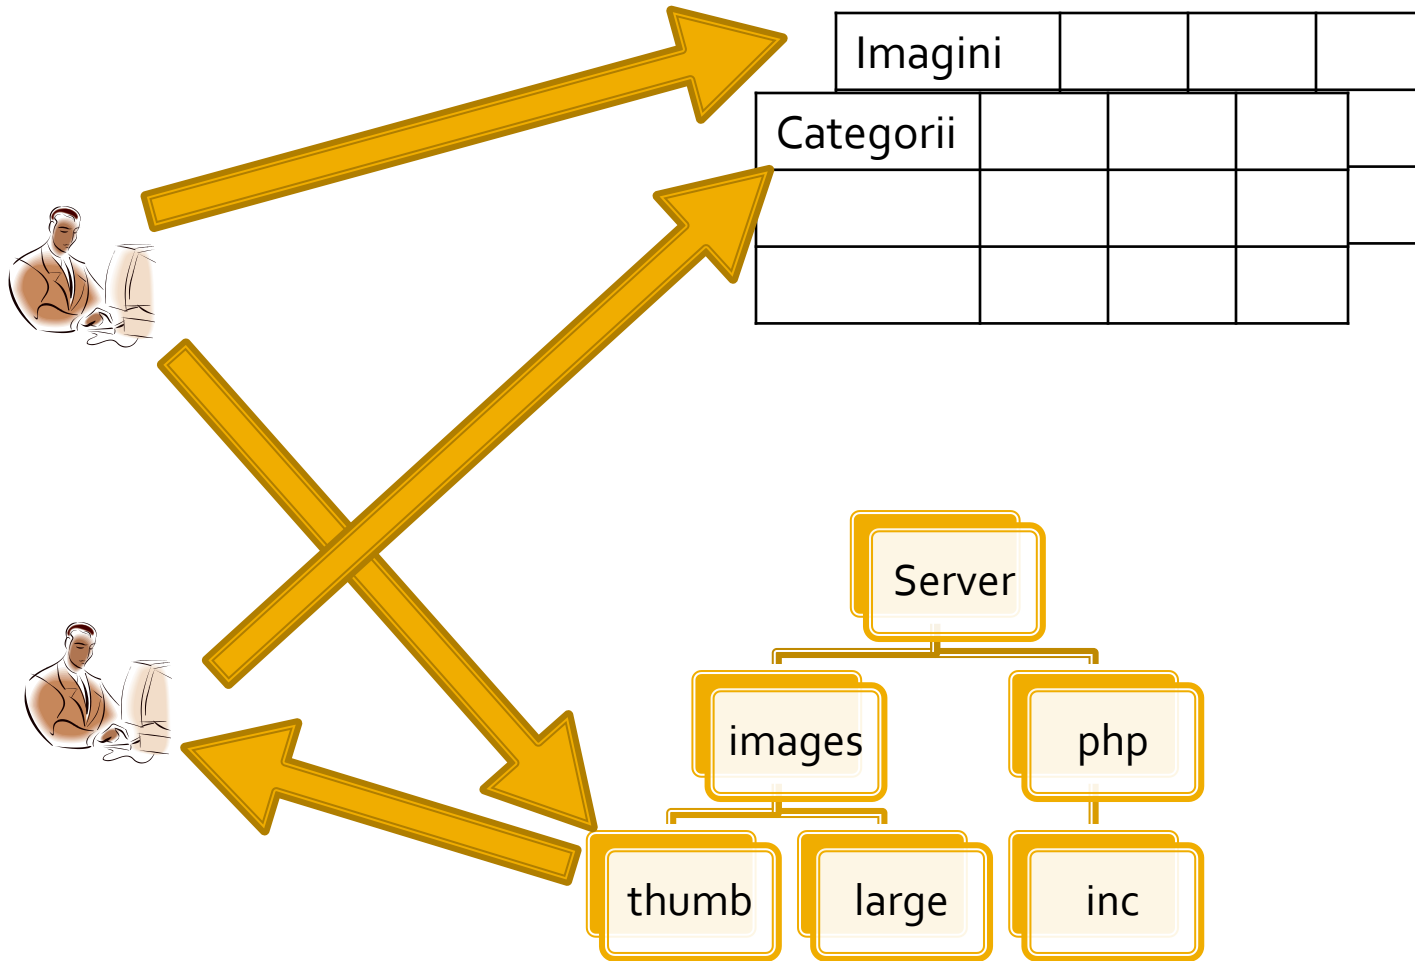 Imagini
Categorii
Server
images
php
thumb
large
inc